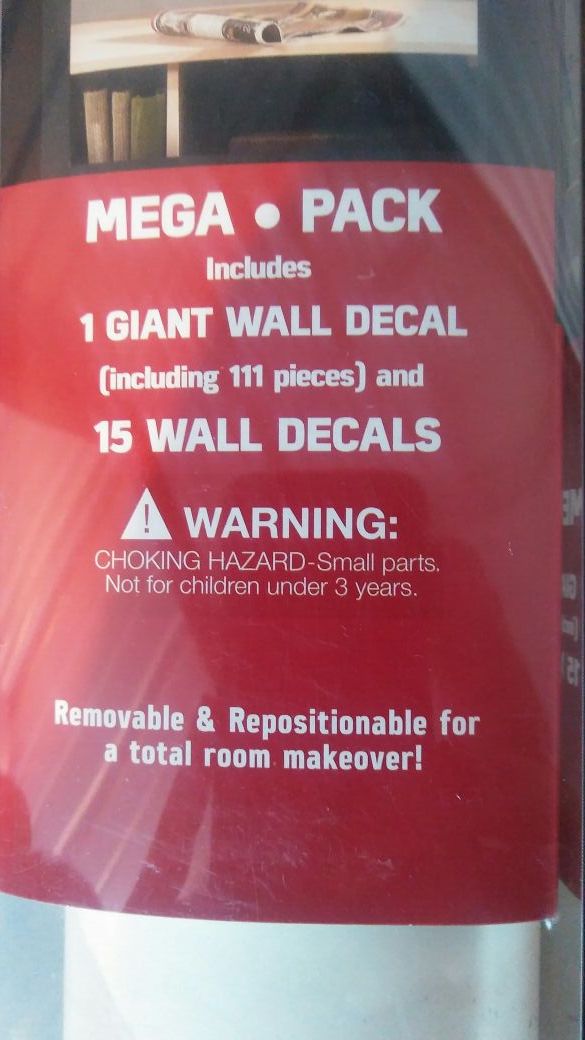 MEGA • PACK
Includes
1 GIANT WALL DECAL
(including 111 pieces) and
15 WALL DECALS
! WARNING:
CHOKING HAZARD-Small parts.
Not for children under 3 years.
Removable & Repositionable for
a total room makeover!